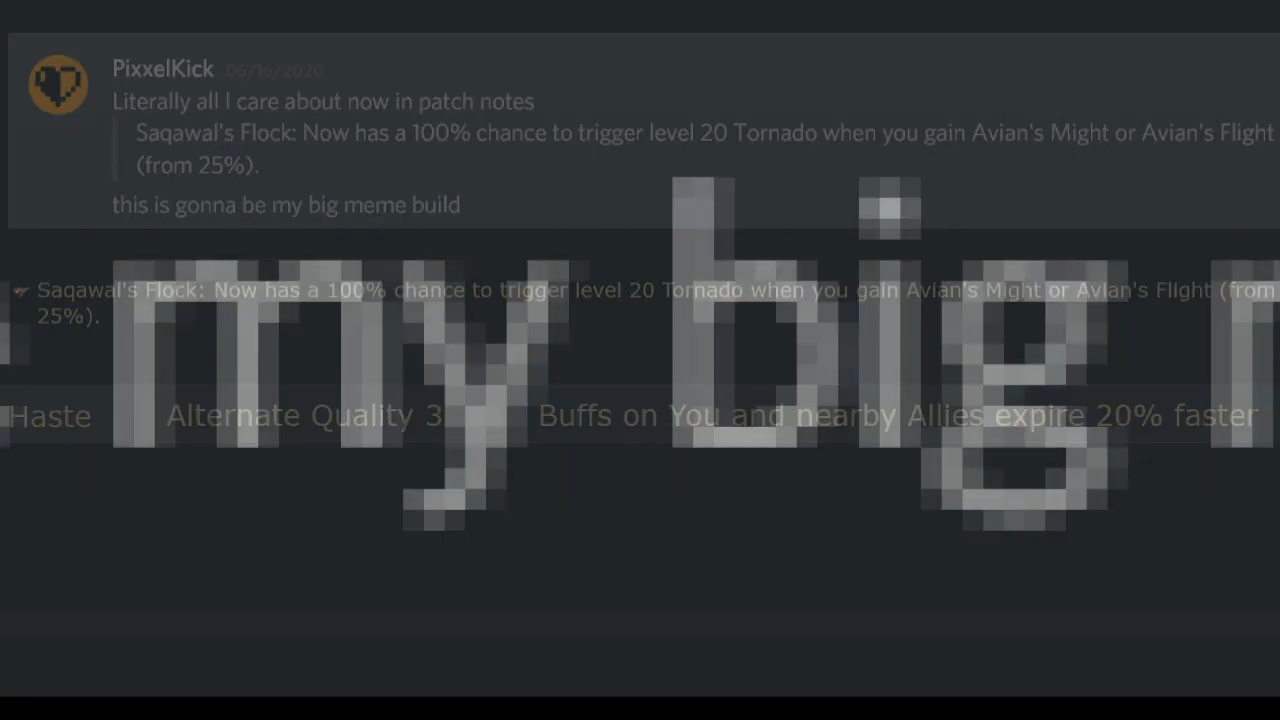 PixxelKick 06/16/2020
Literally all I care about now in patch notes
Saqawal's Flock: Now has a 100% chance to trigger level 20 Tornado when you gain Avian's Might or Avian's Flight
(from 25%).
this is gonna be my big meme build
my big
Saqawal's Flock: Now has a 100% chance to trigger level 20 Tornado when you gain Avian's Might or Avian's Flight (from
25%).
Haste Alternate Quality 3 Buffs on You and nearby Allies expire 20% faster